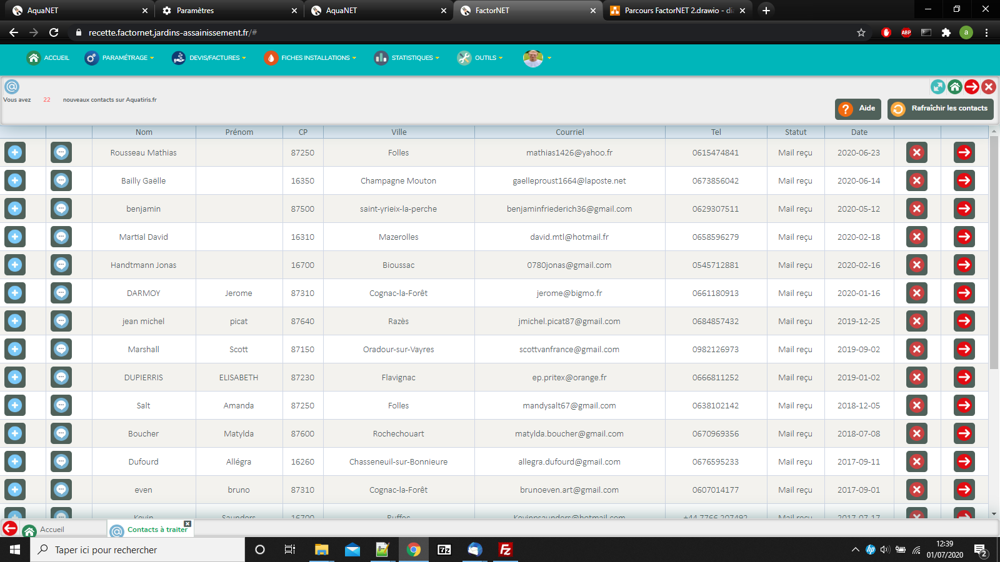 AquaNET
Paramètres
AquaNET
FactorNET
Parcours FactorNET 2.drawio - di
recette.factornet.jardins-assainissement.fr/#
ABP
a
ACCUEIL
PARAMÉTRAGE
DEVIS/FACTURES
FICHES INSTALLATIONS
STATISTIQUES
OUTILS
Vous avez 22 nouveaux contacts sur Aquatiris.fr
Aide
Rafraîchir les contacts
Nom Prénom CP Ville Courriel Tel Statut Date
Rousseau Mathias 87250 Folles mathias1426@yahoo.fr 0615474841 Mail reçu 2020-06-23
Bailly Gaëlle 16350 Champagne Mouton gaelleproust1664@laposte.net 0673856042 Mail reçu 2020-06-14
benjamin 87500 saint-yrieix-la-perche benjaminfriederich36@gmail.com 0629307511 Mail reçu 2020-05-12
Martial David 16310 Mazerolles david.mtl@hotmail.fr 0658596279 Mail reçu 2020-02-18
Handtmann Jonas 16700 Bioussac 0780jonas@gmail.com 0545712881 Mail reçu 2020-02-16
DARMOY Jerome 87310 Cognac-la-Forêt jerome@bigmo.fr 0661180913 Mail reçu 2020-01-16
jean michel picat 87640 Razès jmichel.picat87@gmail.com 0684857432 Mail reçu 2019-12-25
Marshall Scott 87150 Oradour-sur-Vayres scottvanfrance@gmail.com 0982126973 Mail reçu 2019-09-02
DUPIERRIS ELISABETH 87230 Flavignac ep.pritex@orange.fr 0666811252 Mail reçu 2019-01-02
Salt Amanda 87250 Folles mandysalt67@gmail.com 0638102142 Mail reçu 2018-12-05
Boucher Matylda 87600 Rochechouart matylda.boucher@gmail.com 0670969356 Mail reçu 2018-07-08
Dufourd Allégra 16260 Chasseneuil-sur-Bonnieure allegra.dufourd@gmail.com 0676595233 Mail reçu 2017-09-11
even bruno 87310 Cognac-la-Forêt brunoeven.art@gmail.com 0607014177 Mail reçu 2017-09-01
Kevin Saunders 16700 Ruffec Kevinnsaunders@hotmail.com +44 7766 207492 Mail reçu 2017-07-17
Accueil
Contacts à traiter
Taper ici pour rechercher
7z
Fz
hp
12:39
01/07/2020
2